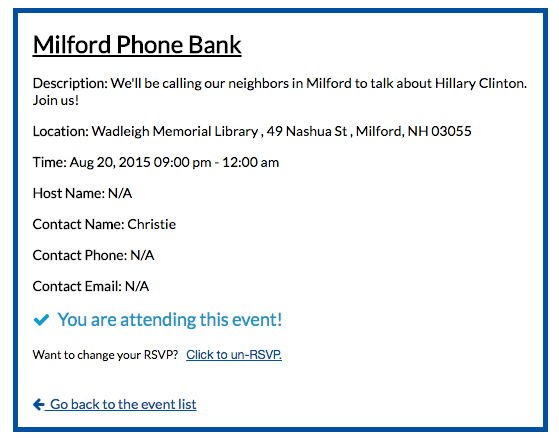 Milford Phone Bank
Description: We'll be calling our neighbors in Milford to talk about Hillary Clinton.
Join us!
Location: Wadleigh Memorial Library , 49 Nashua St , Milford, NH 03055
Time: Aug 20, 2015 09:00 pm - 12:00 am
Host Name: N/A
Contact Name: Christie
Contact Phone: N/A
Contact Email: N/A
You are attending this event!
Want to change your RSVP? Click to un-RSVP.
Go back to the event list